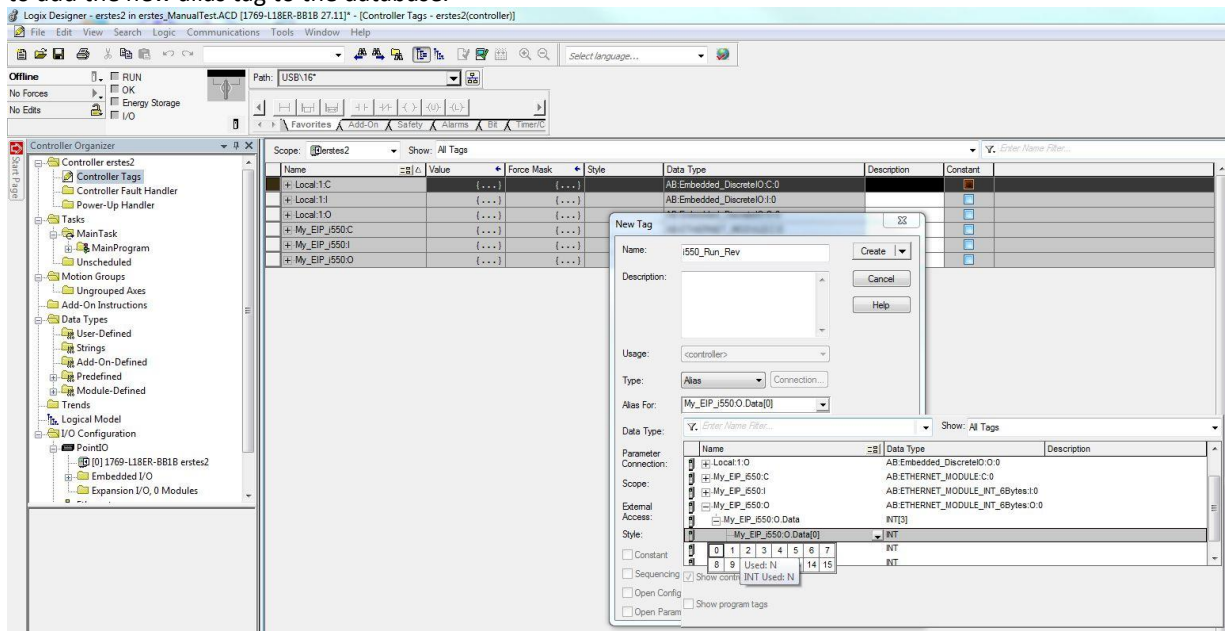 to add the new alias tag to the database.
Logix Designer - erstes2 in erstes_ManualTest.ACD [1769-L18ER-BB1B 27.11]* - [Controller Tags - erstes2(controller)]
File Edit View Search Logic Communications Tools Window Help
Select language...
Offline RUN Path: USB\16*
No Forces OK
No Edits Energy Storage
I/O
Favorites Add-On Safety Alarms Bit Timer/C
Start Page
Controller Organizer
Controller erstes2
Controller Tags
Controller Fault Handler
Power-Up Handler
Tasks
MainTask
MainProgram
Unscheduled
Motion Groups
Ungrouped Axes
Add-On Instructions
Data Types
User-Defined
Strings
Add-On-Defined
Predefined
Module-Defined
Trends
Logical Model
I/O Configuration
PointIO
[0] 1769-L18ER-BB1B erstes2
Embedded I/O
Expansion I/O, 0 Modules
Scope: erstes2 Show: All Tags Enter Name Filter...
Name Value Force Mask Style Data Type Description Constant
Local:1:C {...} {...} AB:Embedded_DiscreteIO:C:0
Local:1:I {...} {...} AB:Embedded_DiscreteIO:I:0
Local:1:O {...} {...}
My_EIP_i550:C {...} {...}
My_EIP_i550:I {...} {...}
My_EIP_i550:O {...} {...}
New Tag
Name: i550_Run_Rev Create
Description: Cancel
Help
Usage: <controller>
Type: Alias Connection...
Alias For: My_EIP_i550:O.Data[0]
Data Type: Enter Name Filter... Show: All Tags
Parameter Connection:
Scope:
External Access:
Style:
Constant
Sequencing
Open Config
Open Param
Name Data Type Description
Local:1:O AB:Embedded_DiscreteIO:O:0
My_EIP_i550:C AB:ETHERNET_MODULE:C:0
My_EIP_i550:I AB:ETHERNET_MODULE_INT_6Bytes:I:0
My_EIP_i550:O AB:ETHERNET_MODULE_INT_6Bytes:O:0
My_EIP_i550:O.Data INT[3]
My_EIP_i550:O.Data[0] INT
0 1 2 3 4 5 6 7 INT
8 9 14 15 INT
Used: N
INT Used: N
Show contr
Show program tags